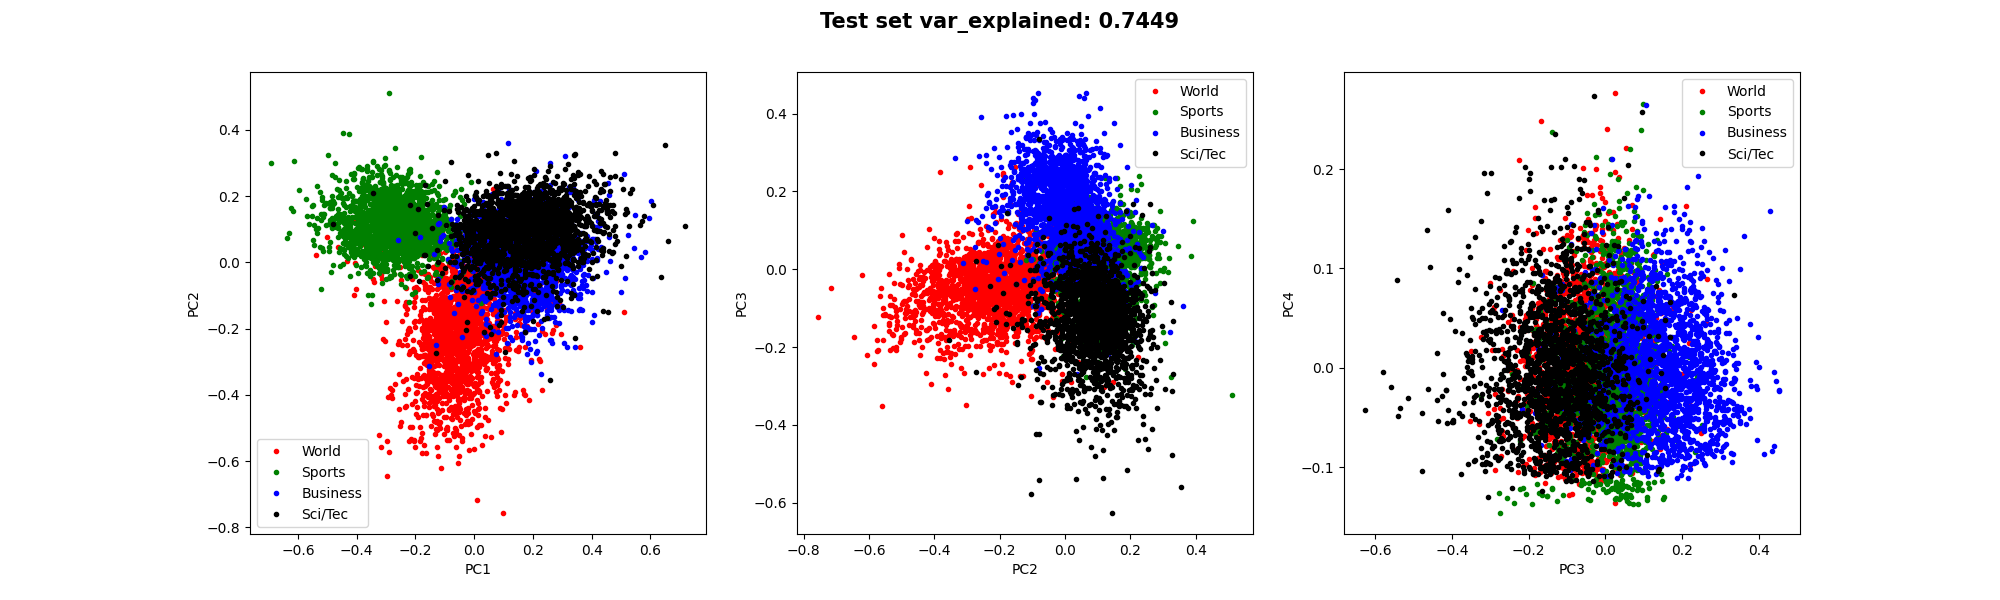 Test set var_explained: 0.7449
PC2
0.4
0.2
0.0
−0.2
−0.4
−0.6
−0.8
World
Sports
Business
Sci/Tec
−0.6
−0.4
−0.2
0.0
0.2
0.4
0.6
PC1
PC3
0.4
0.2
0.0
−0.2
−0.4
−0.6
World
Sports
Business
Sci/Tec
−0.8
−0.6
−0.4
−0.2
0.0
0.2
0.4
PC2
PC4
0.2
0.1
0.0
−0.1
World
Sports
Business
Sci/Tec
−0.6
−0.4
−0.2
0.0
0.2
0.4
PC3